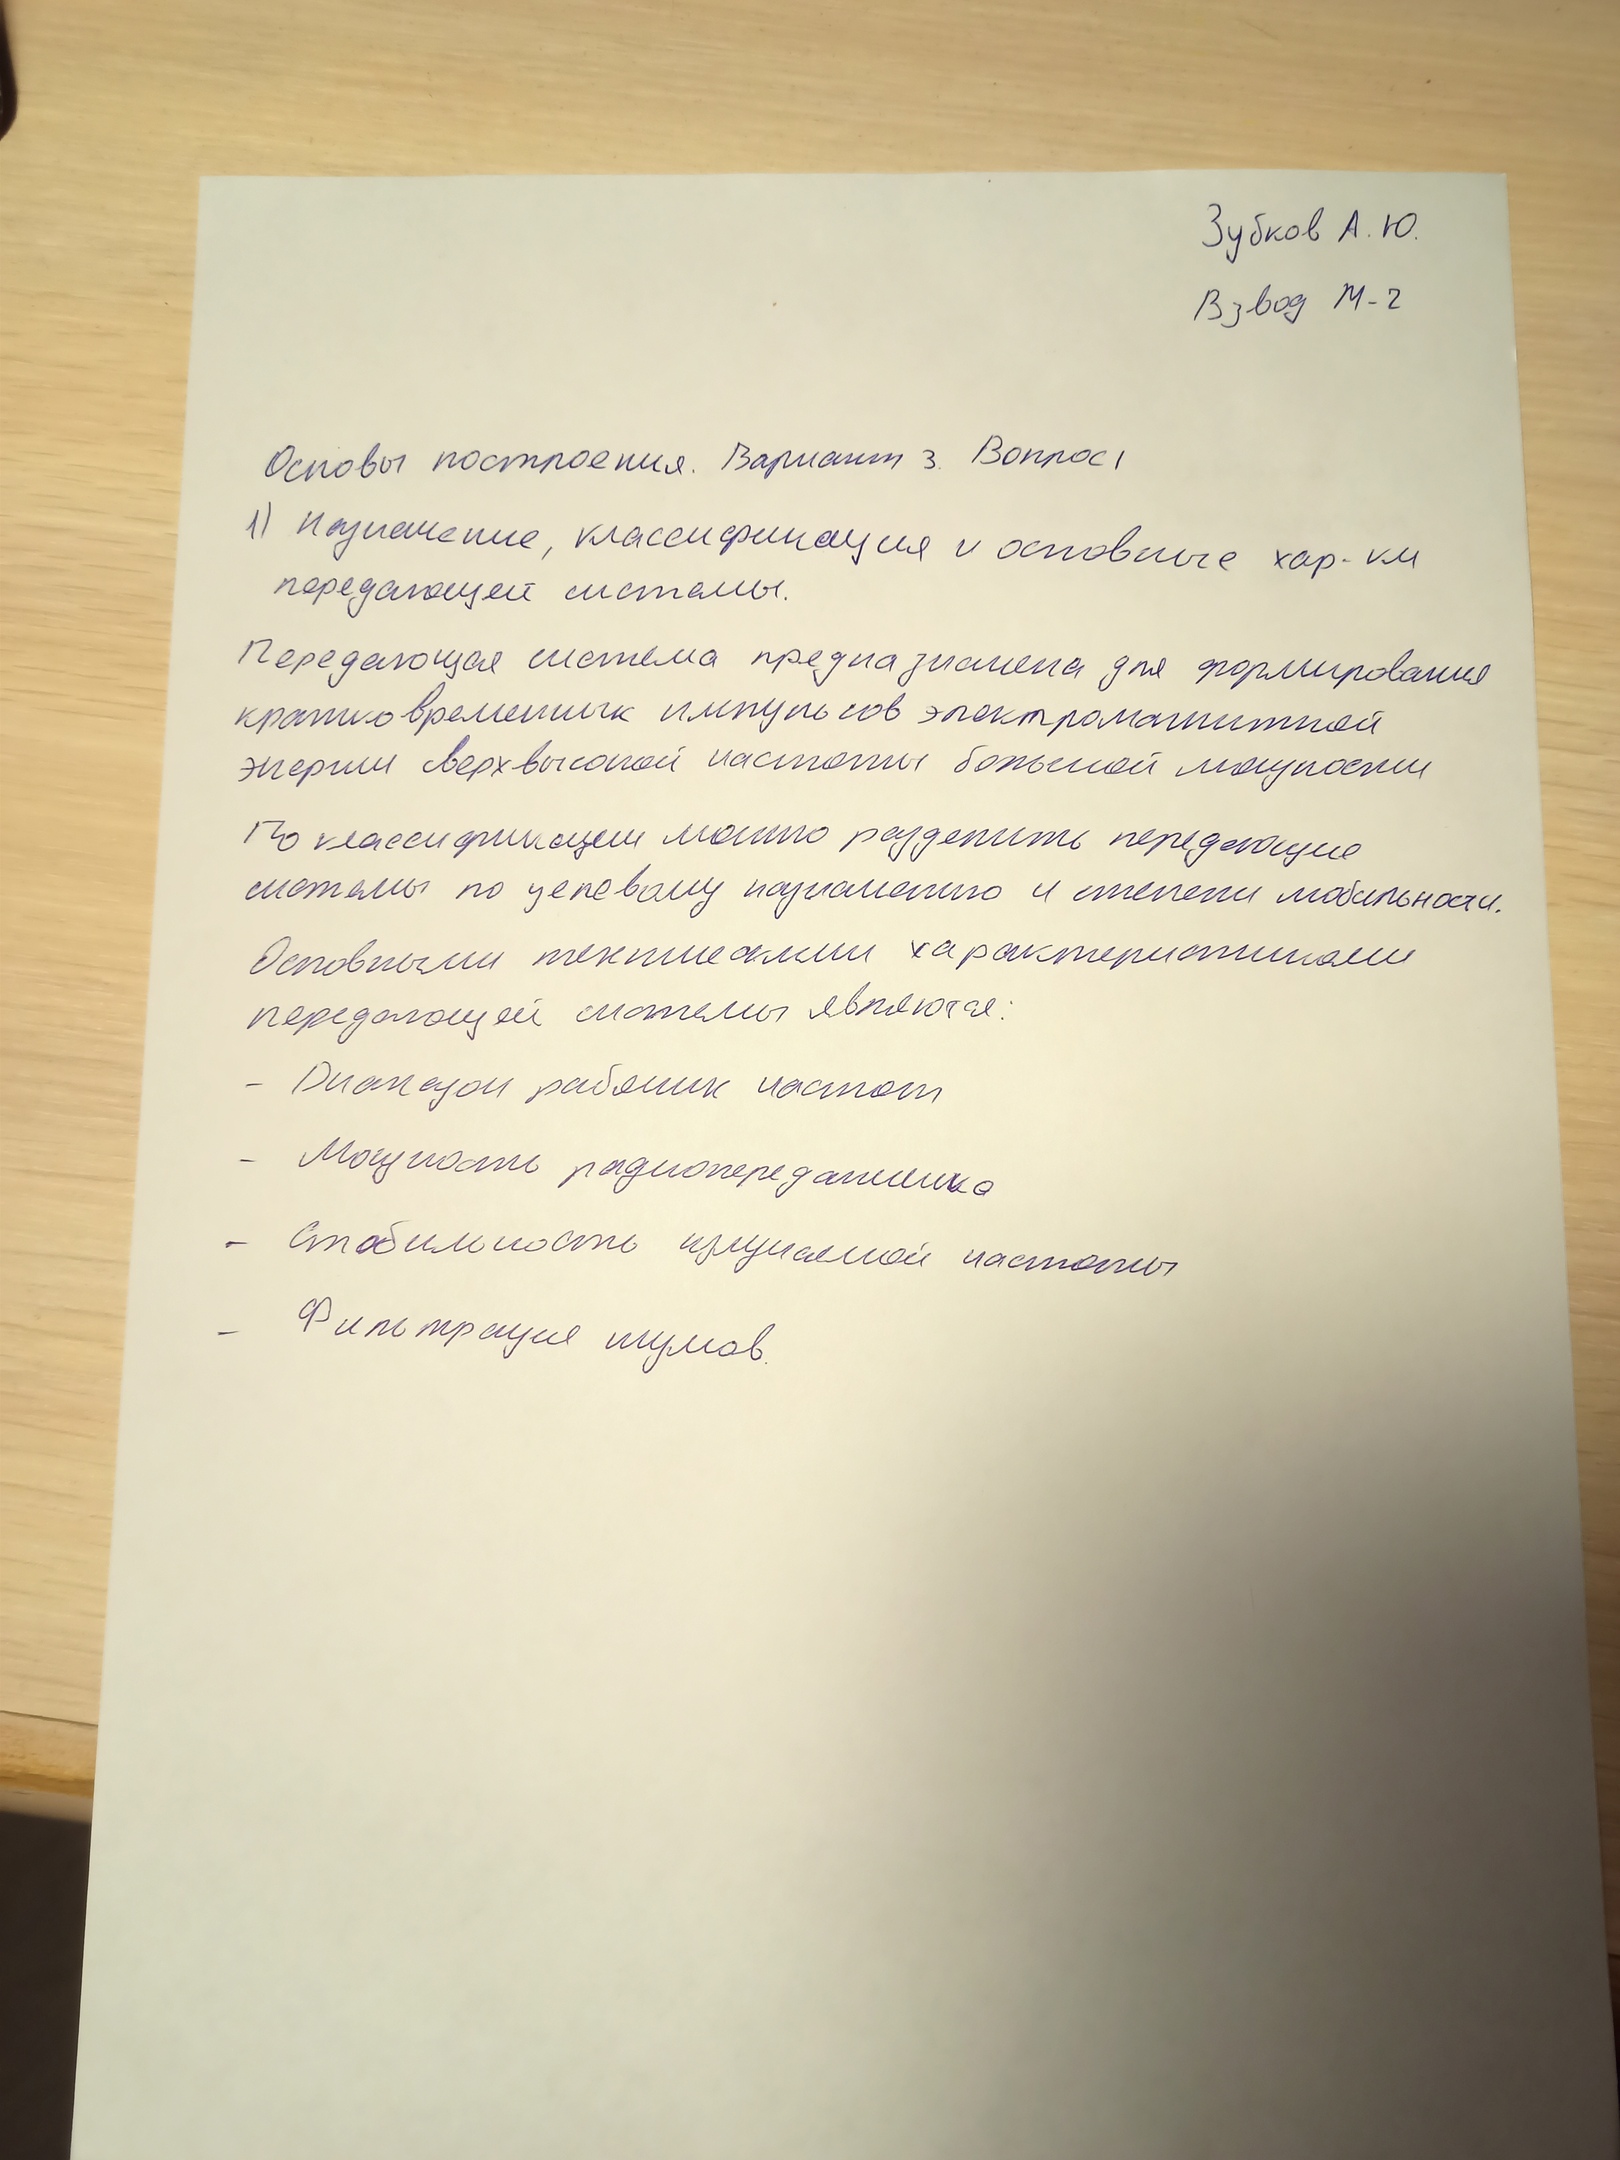 Зубков А.Ю.
Взвод М-2
Основы построения. Вариант 3. Вопрос 1
1) Назначение, классификация и основные хар-ки
передающей системы.
Передающая система предназначена для формирования
кратковременных импульсов электромагнитной
энергии сверхвысокой частоты большой мощности
По классификации можно разделить передающие
системы по целевому назначению и степени мобильности.
Основными тактическими характеристиками
передающей системы являются:
- Диапазон рабочих частот
- Мощность радиопередатчика
- Стабильность излучаемой частоты
- Фильтрация шумов.